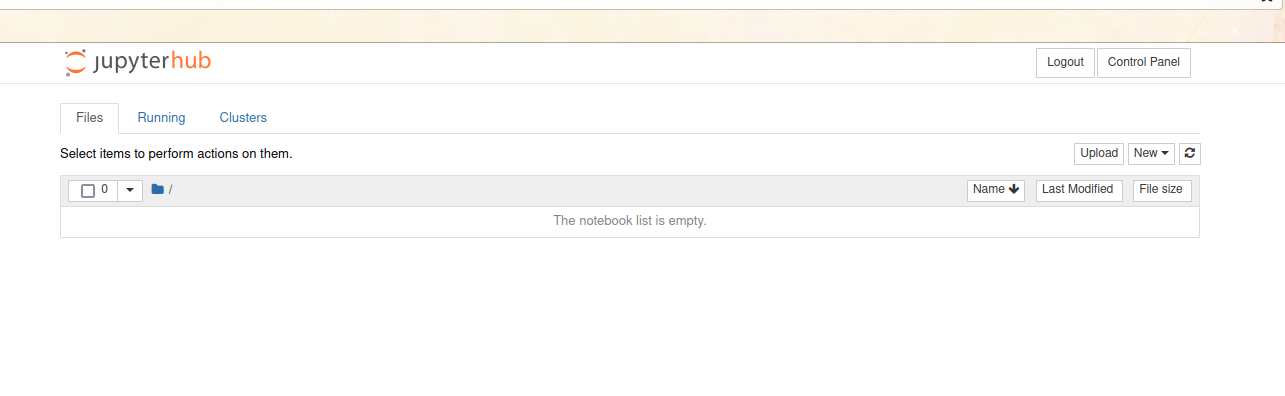 jupyterhub
Logout Control Panel
Files Running Clusters
Select items to perform actions on them.
Upload New
0 /
Name Last Modified File size
The notebook list is empty.